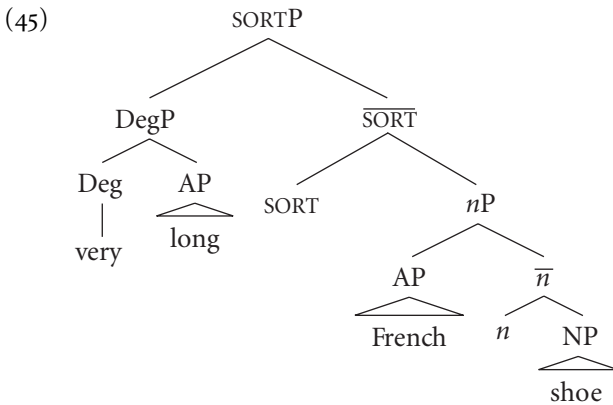 (45) SORTP
DegP SORT
Deg AP SORT nP
very long AP n
French n NP
shoe